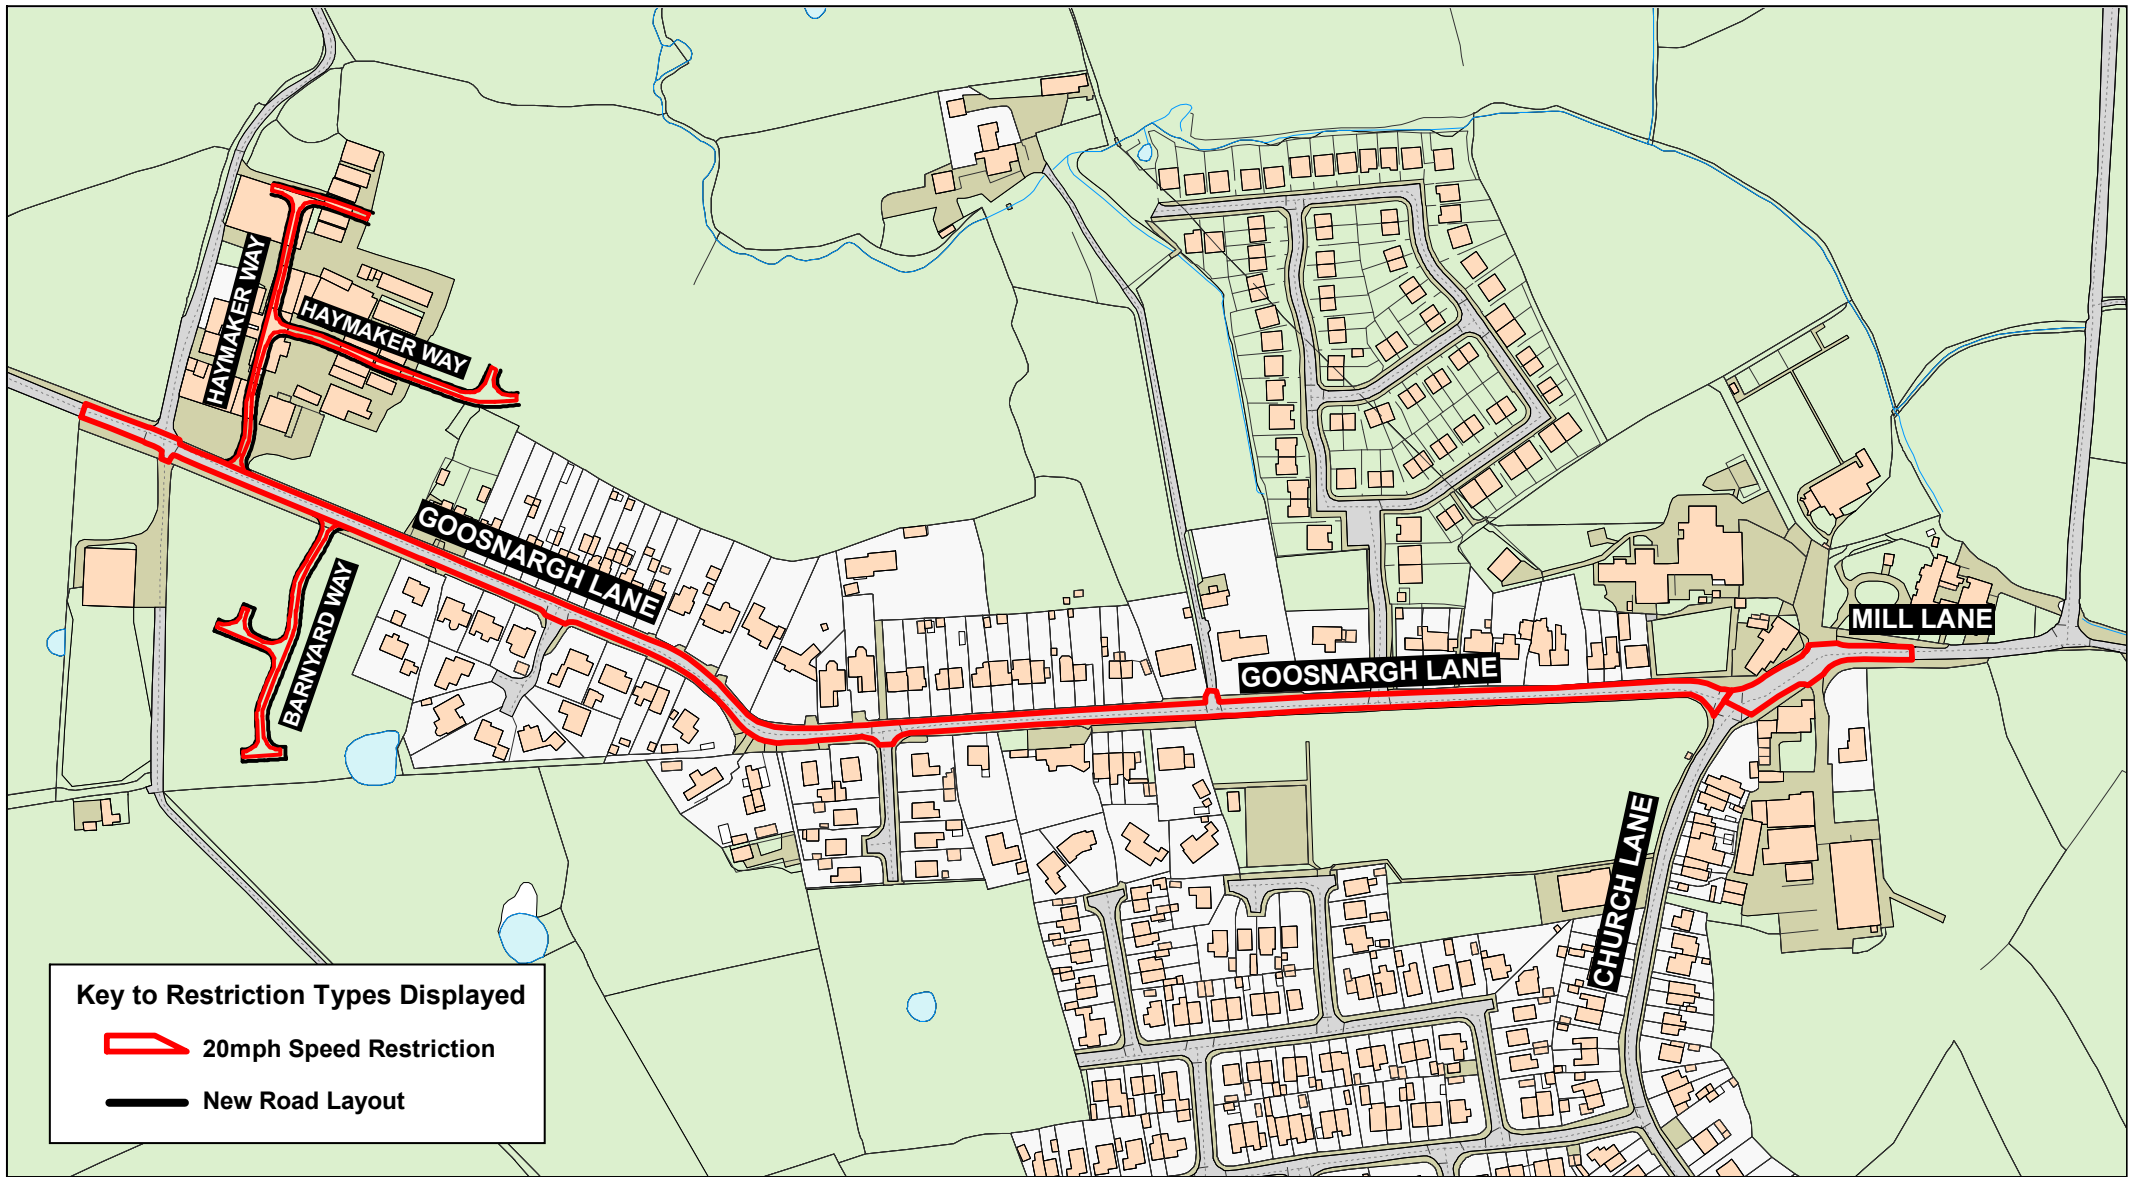 HAYMAKER WAY
HAYMAKER WAY
GOOSNARGH LANE
BARNYARD WAY
GOOSNARGH LANE
MILL LANE
CHURCH LANE
Key to Restriction Types Displayed
20mph Speed Restriction
New Road Layout